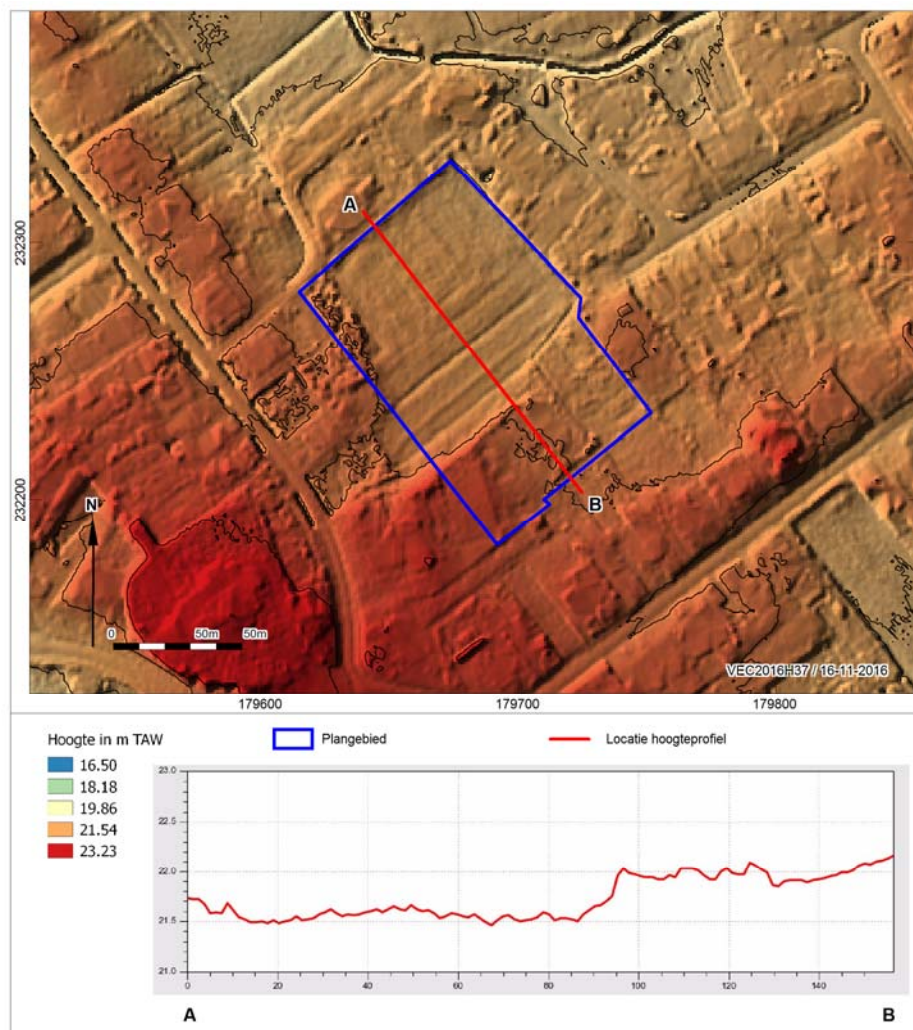 232300
232200
A
B
N
0 50m 50m
VEC2016H37 / 16-11-2016
179600 179700 179800
Hoogte in m TAW
16.50
18.18
19.86
21.54
23.23
Plangebied
Locatie hoogteprofiel
23.0
22.5
22.0
21.5
21.0
0 20 40 60 80 100 120 140
A B